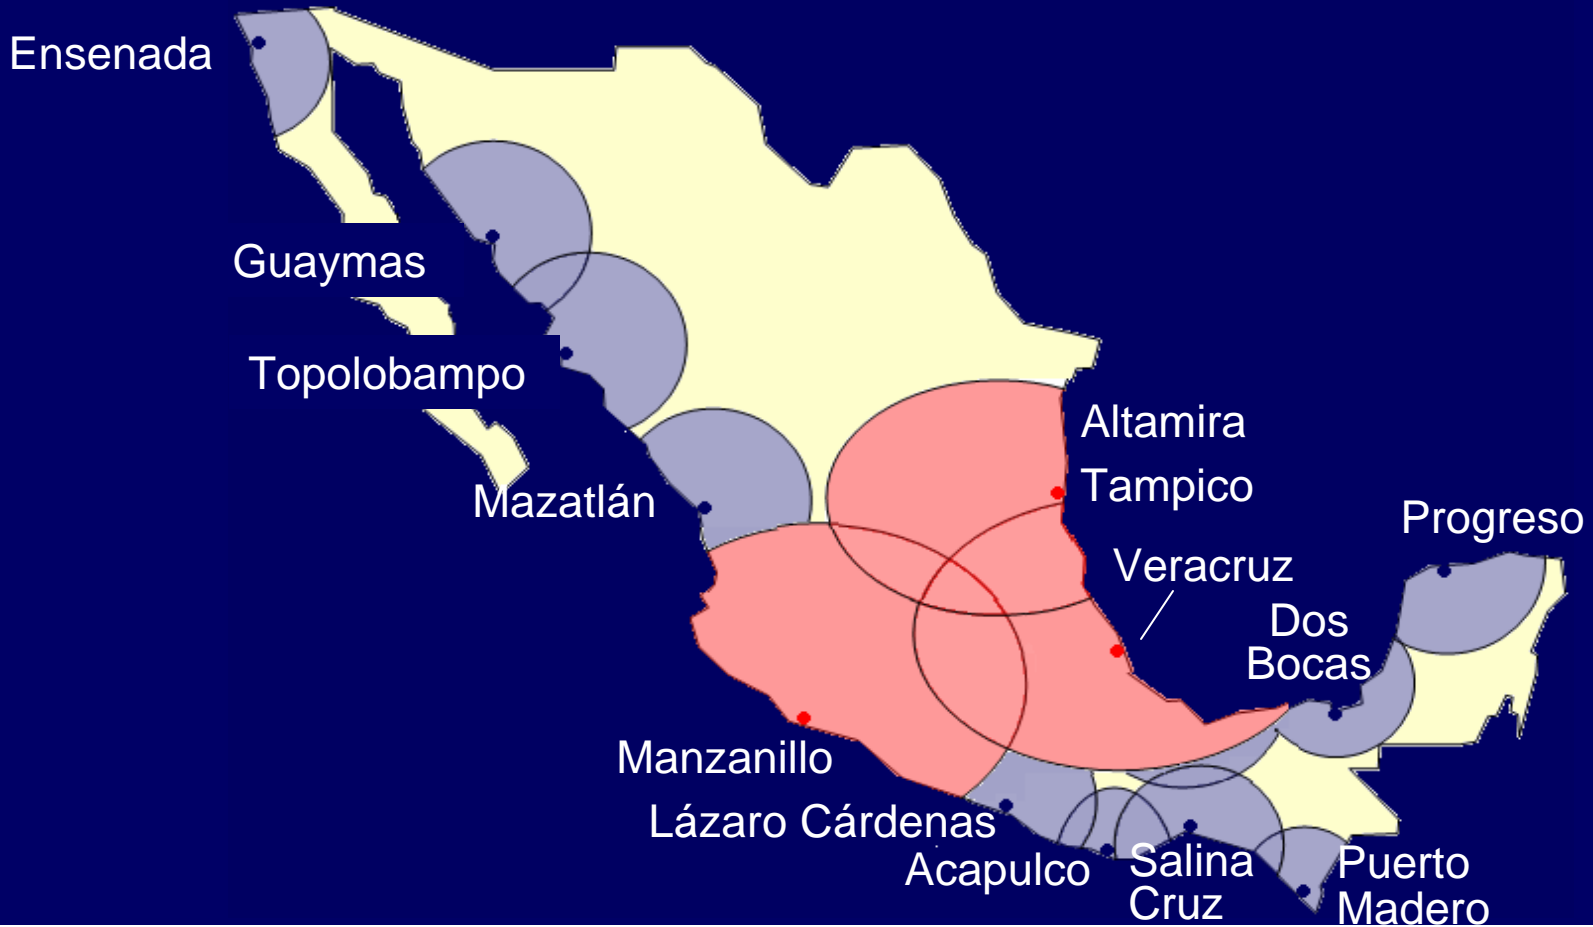 Ensenada
Guaymas
Topolobampo
Mazatlán
Altamira
Tampico
Progreso
Veracruz
Dos
Bocas
Manzanillo
Lázaro Cárdenas
Acapulco
Salina
Cruz
Puerto
Madero